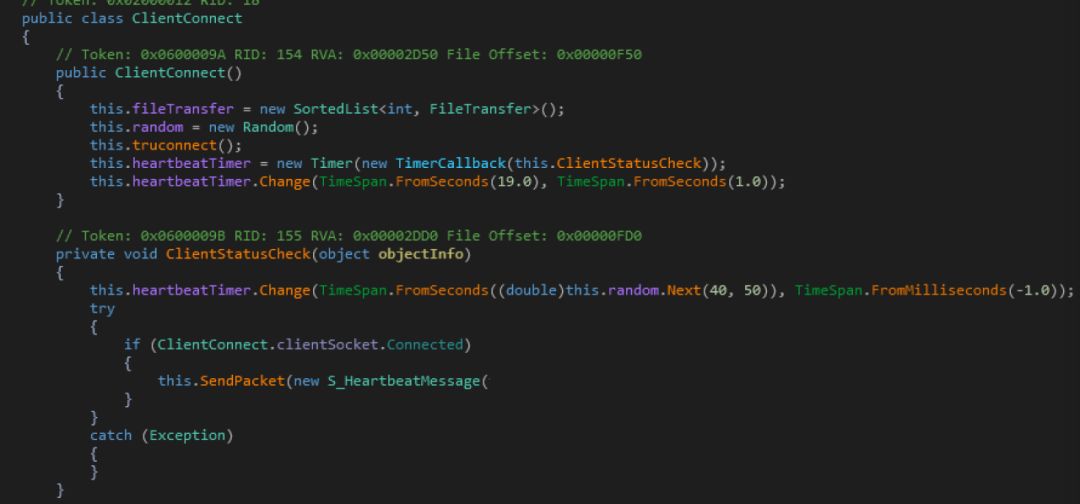 // Token: 0x02000012 RID: 18
public class ClientConnect
{
// Token: 0x0600009A RID: 154 RVA: 0x00002D50 File Offset: 0x00000F50
public ClientConnect()
{
this.fileTransfer = new SortedList<int, FileTransfer>();
this.random = new Random();
this.truconnect();
this.heartbeatTimer = new Timer(new TimerCallback(this.ClientStatusCheck));
this.heartbeatTimer.Change(TimeSpan.FromSeconds(19.0), TimeSpan.FromSeconds(1.0));
}
// Token: 0x0600009B RID: 155 RVA: 0x00002DD0 File Offset: 0x00000FD0
private void ClientStatusCheck(object objectInfo)
{
this.heartbeatTimer.Change(TimeSpan.FromSeconds((double)this.random.Next(40, 50)), TimeSpan.FromMilliseconds(-1.0));
try
{
if (ClientConnect.clientSocket.Connected)
{
this.SendPacket(new S_HeartbeatMessage(
}
}
catch (Exception)
{
}
}